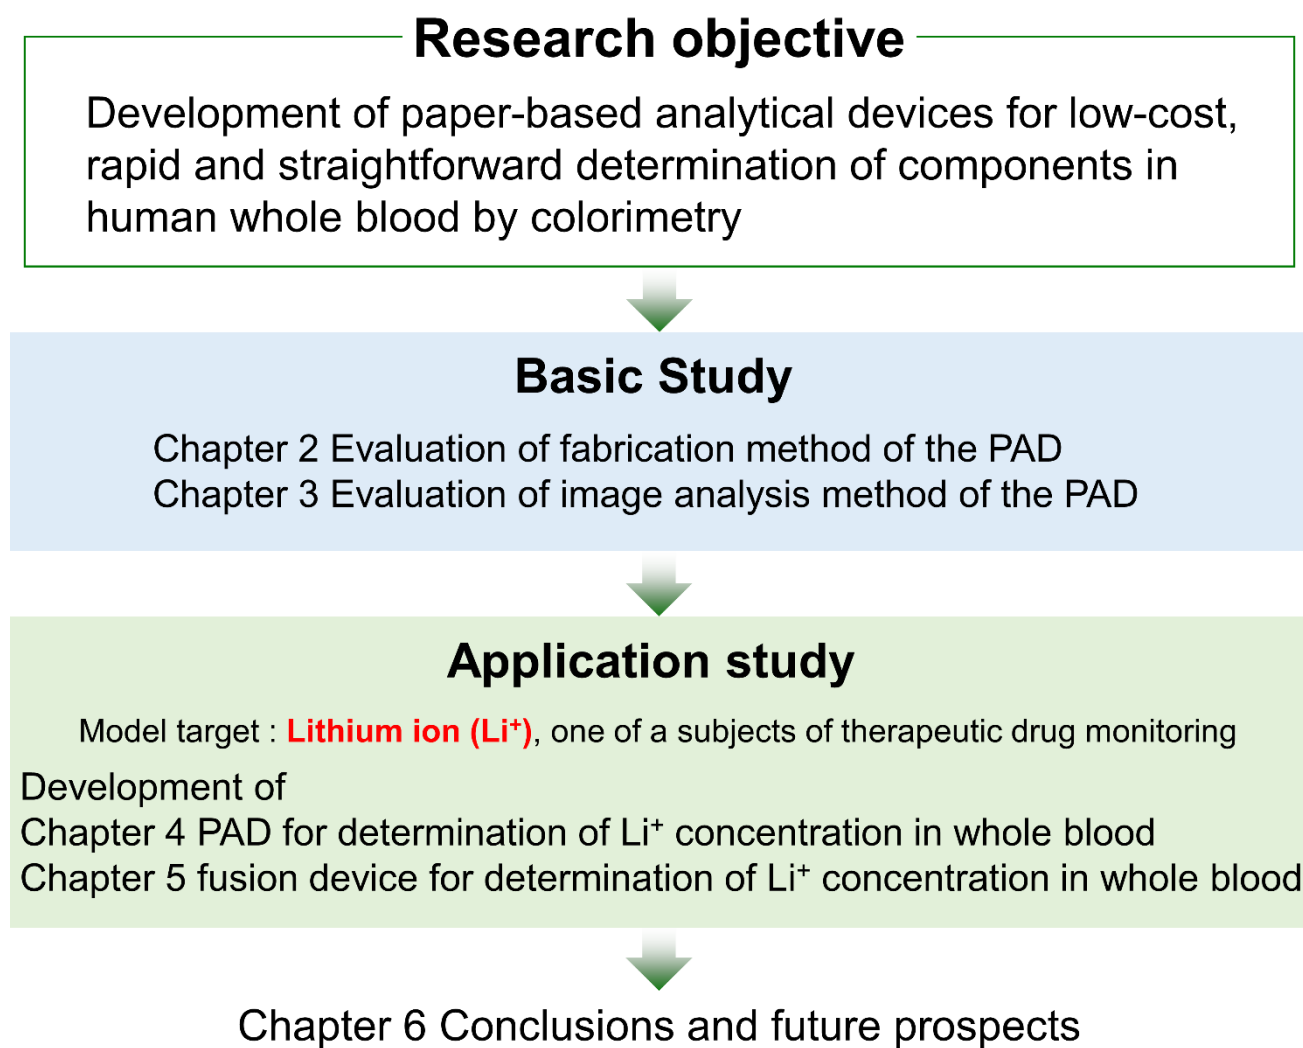 Research objective
Development of paper-based analytical devices for low-cost,
rapid and straightforward determination of components in
human whole blood by colorimetry
Basic Study
Chapter 2 Evaluation of fabrication method of the PAD
Chapter 3 Evaluation of image analysis method of the PAD
Application study
Model target : Lithium ion (Li⁺), one of a subjects of therapeutic drug monitoring
Development of
Chapter 4 PAD for determination of Li⁺ concentration in whole blood
Chapter 5 fusion device for determination of Li⁺ concentration in whole blood
Chapter 6 Conclusions and future prospects